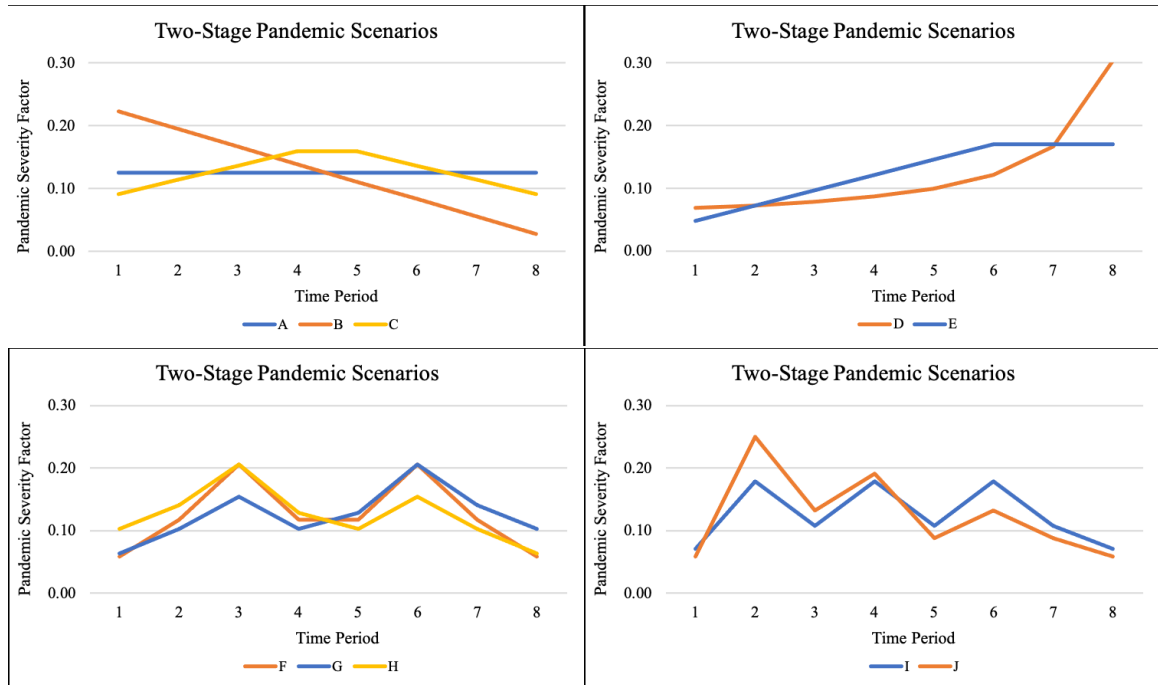 Two-Stage Pandemic Scenarios
Pandemic Severity Factor
0.30
0.20
0.10
0.00
1 2 3 4 5 6 7 8
Time Period
A B C
Two-Stage Pandemic Scenarios
Pandemic Severity Factor
0.30
0.20
0.10
0.00
1 2 3 4 5 6 7 8
Time Period
D E
Two-Stage Pandemic Scenarios
Pandemic Severity Factor
0.30
0.20
0.10
0.00
1 2 3 4 5 6 7 8
Time Period
F G H
Two-Stage Pandemic Scenarios
Pandemic Severity Factor
0.30
0.20
0.10
0.00
1 2 3 4 5 6 7 8
Time Period
I J